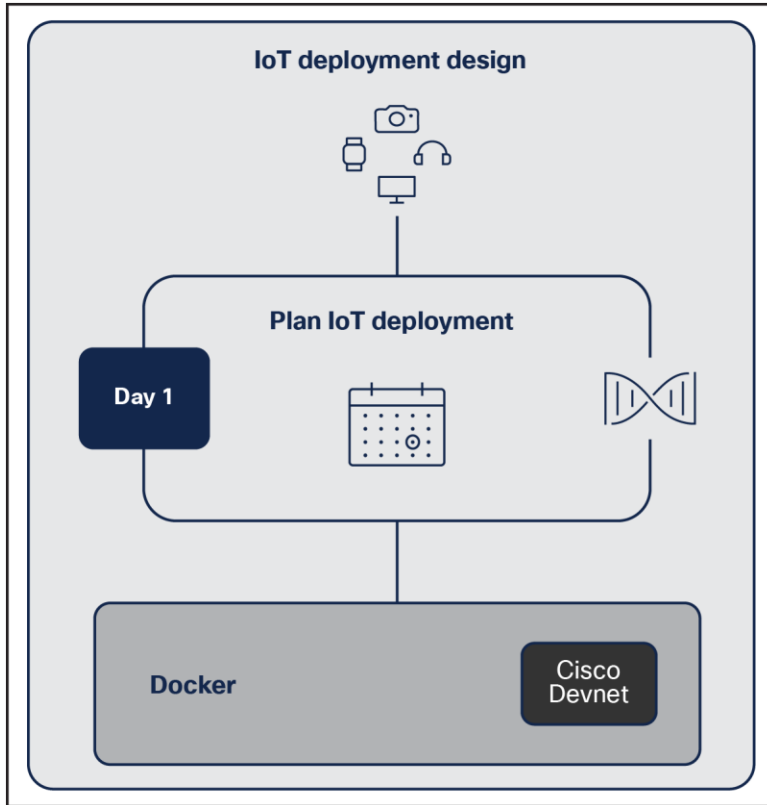 IoT deployment design
Plan IoT deployment
Day 1
Docker
Cisco
Devnet